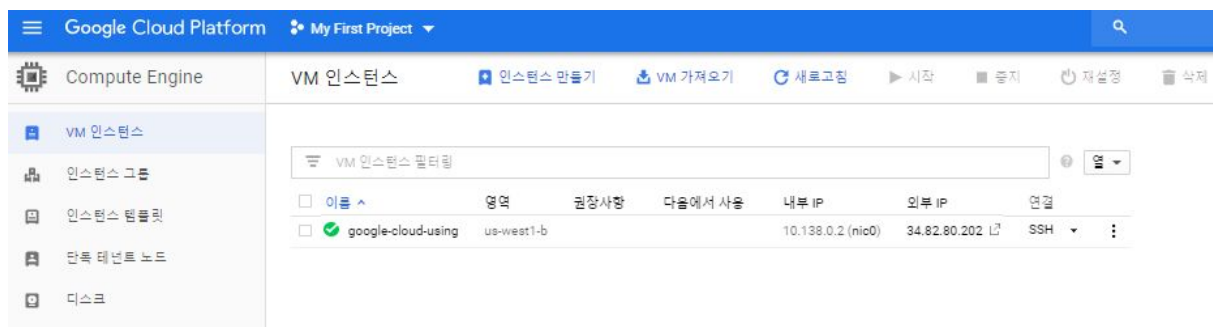 Google Cloud Platform My First Project
Compute Engine VM 인스턴스 인스턴스 만들기 VM 가져오기 새로고침 시작 중지 재설정 삭제
VM 인스턴스
VM 인스턴스 필터링 열
인스턴스 그룹
이름 영역 권장사항 다음에서 사용 내부 IP 외부 IP 연결
인스턴스 템플릿
google-cloud-using us-west1-b 10.138.0.2 (nic0) 34.82.80.202 SSH
단독 테넌트 노드
디스크